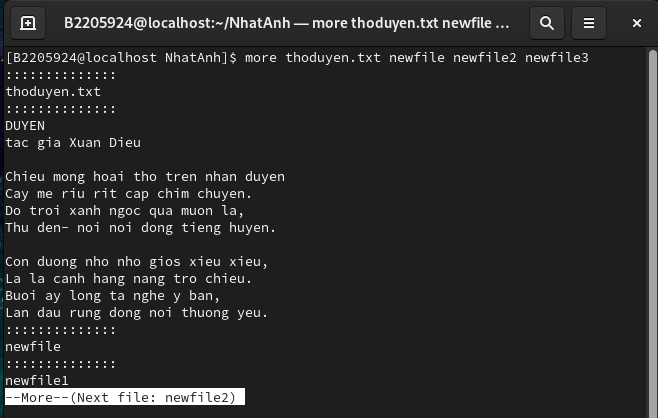 B2205924@localhost:~/NhatAnh — more thoduyen.txt newfile ...
[B2205924@localhost NhatAnh]$ more thoduyen.txt newfile newfile2 newfile3
::::::::::::::
thoduyen.txt
::::::::::::::
DUYEN
tac gia Xuan Dieu

Chieu mong hoai tho tren nhan duyen
Cay me riu rit cap chim chuyen.
Do troi xanh ngoc qua muon la,
Thu den- noi noi dong tieng huyen.

Con duong nho nho gios xieu xieu,
La la canh hang nang tro chieu.
Buoi ay long ta nghe y ban,
Lan dau rung dong noi thuong yeu.
::::::::::::::
newfile
::::::::::::::
newfile1
--More--(Next file: newfile2)